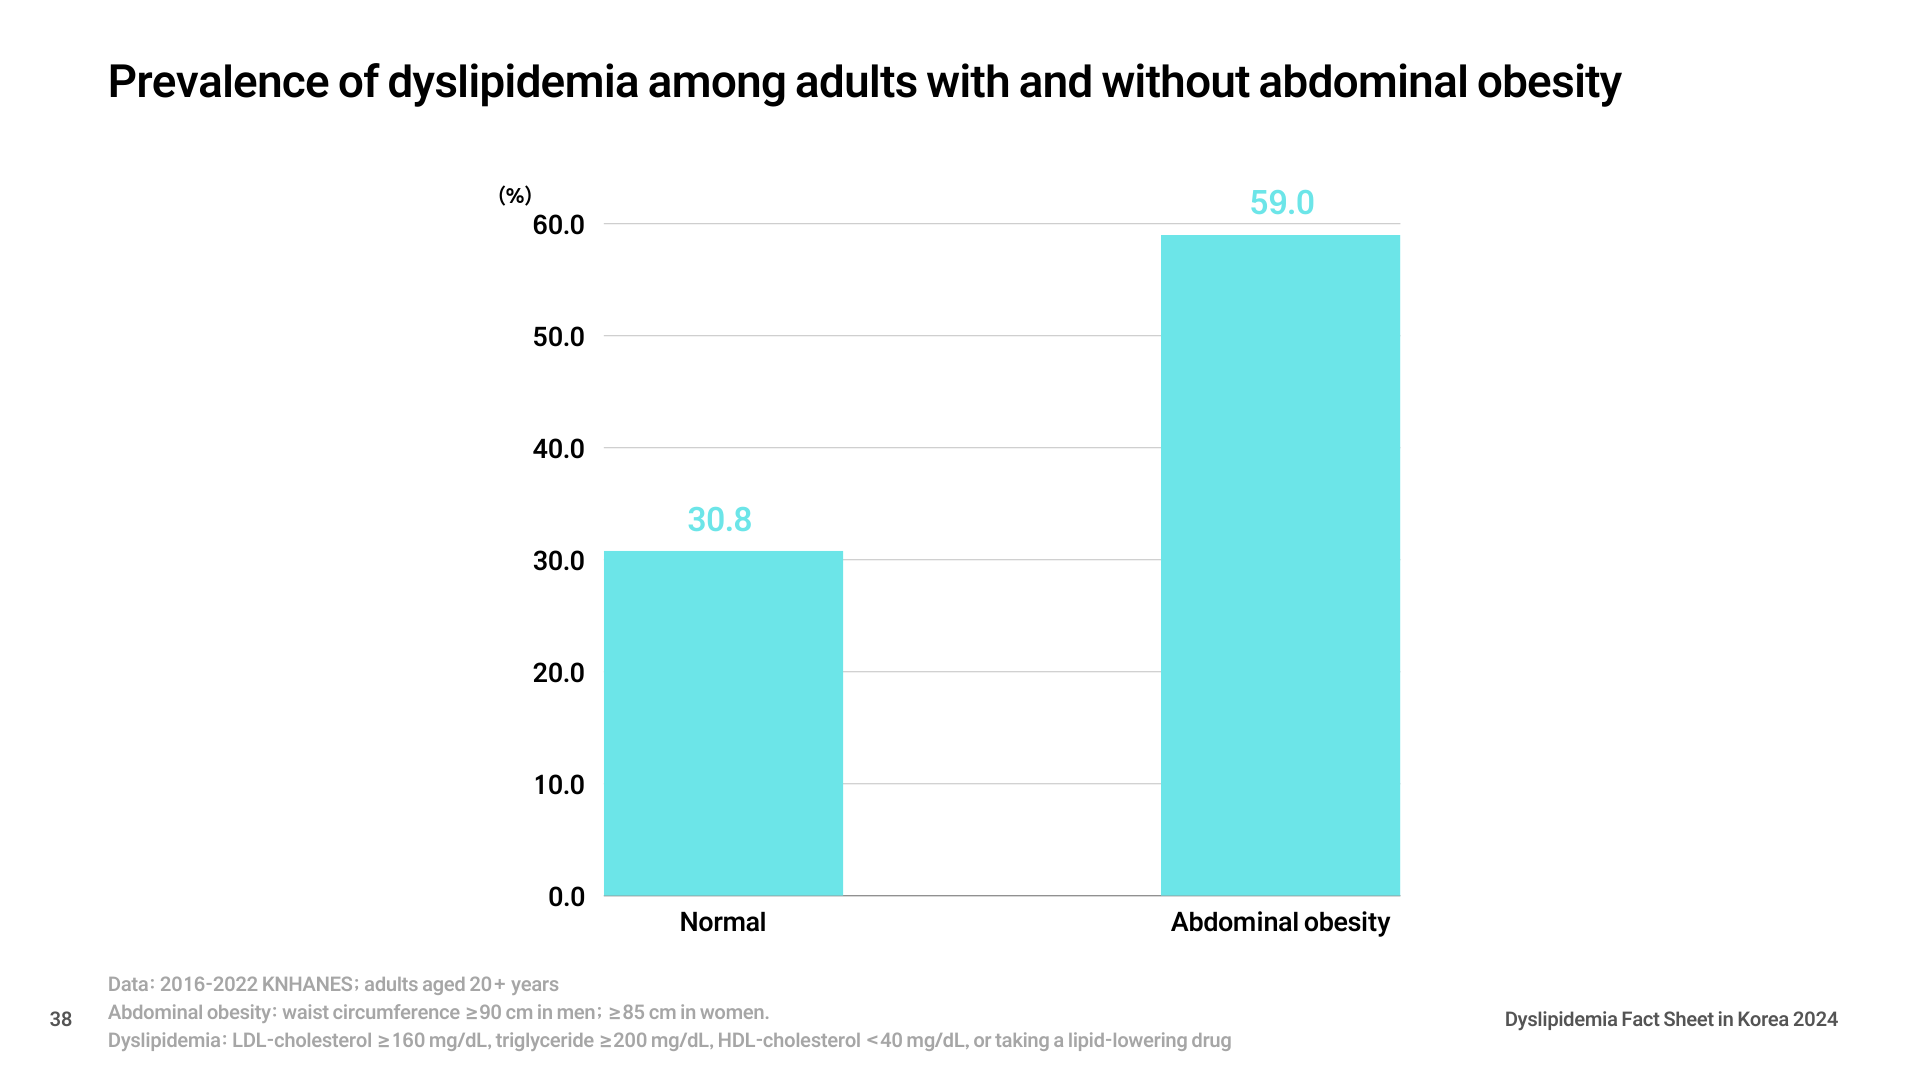 Prevalence of dyslipidemia among adults with and without abdominal obesity
(%)
60.0
50.0
40.0
30.0
20.0
10.0
0.0
30.8
59.0
Normal
Abdominal obesity
Data: 2016-2022 KNHANES; adults aged 20+ years
Abdominal obesity: waist circumference ≥90 cm in men; ≥85 cm in women.
Dyslipidemia: LDL-cholesterol ≥160 mg/dL, triglyceride ≥200 mg/dL, HDL-cholesterol <40 mg/dL, or taking a lipid-lowering drug
38
Dyslipidemia Fact Sheet in Korea 2024